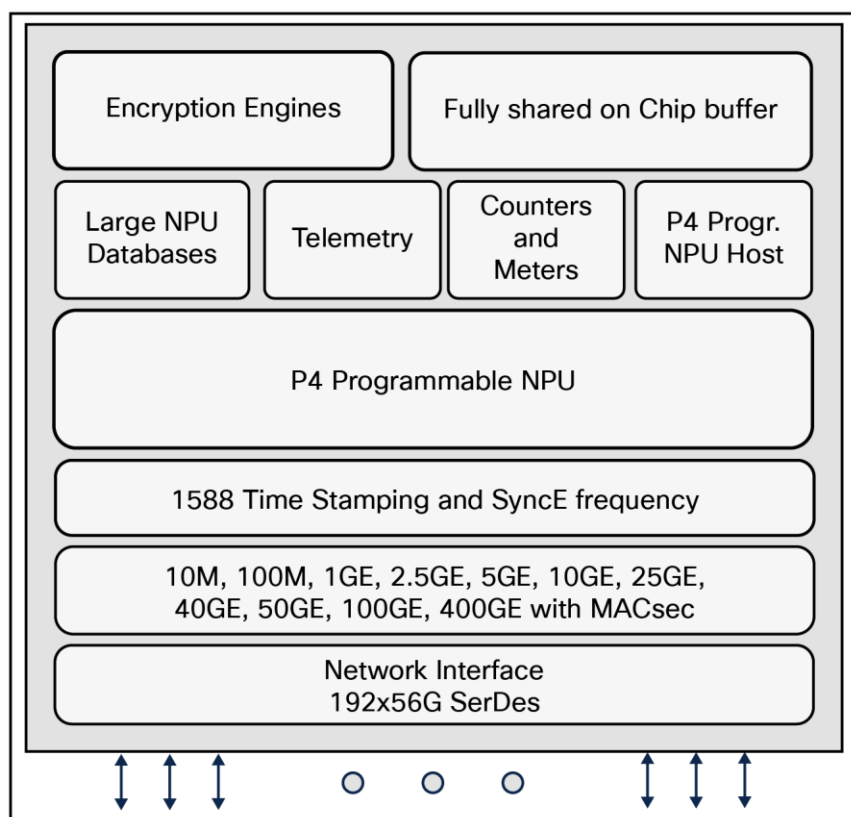 Encryption Engines
Fully shared on Chip buffer
Large NPU
Databases
Telemetry
Counters
and
Meters
P4 Progr.
NPU Host
P4 Programmable NPU
1588 Time Stamping and SyncE frequency
10M, 100M, 1GE, 2.5GE, 5GE, 10GE, 25GE,
40GE, 50GE, 100GE, 400GE with MACsec
Network Interface
192x56G SerDes